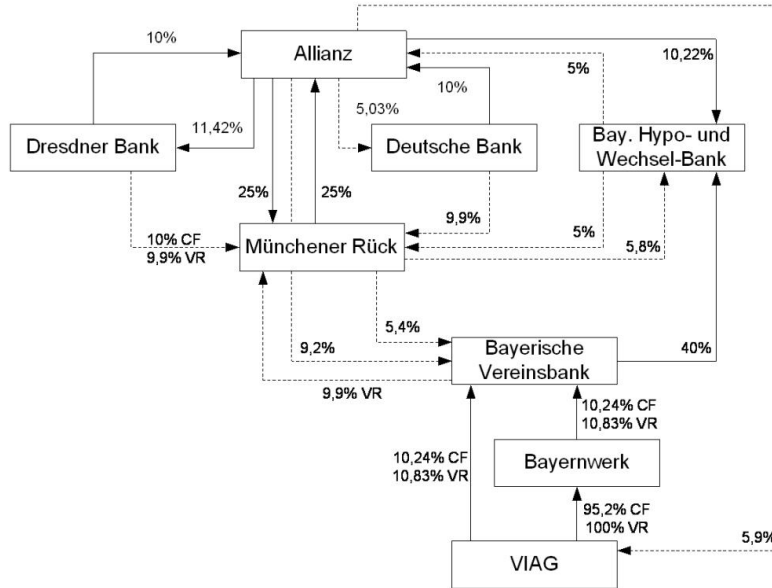 10%
Allianz
10,22%
5%
10%
5,03%
11,42%
Dresdner Bank
Deutsche Bank
Bay. Hypo- und
Wechsel-Bank
25%
25%
9,9%
10% CF
9,9% VR
Münchener Rück
5%
5,8%
5,4%
9,2%
Bayerische
Vereinsbank
40%
9,9% VR
10,24% CF
10,83% VR
10,24% CF
10,83% VR
Bayernwerk
95,2% CF
100% VR
VIAG
5,9%